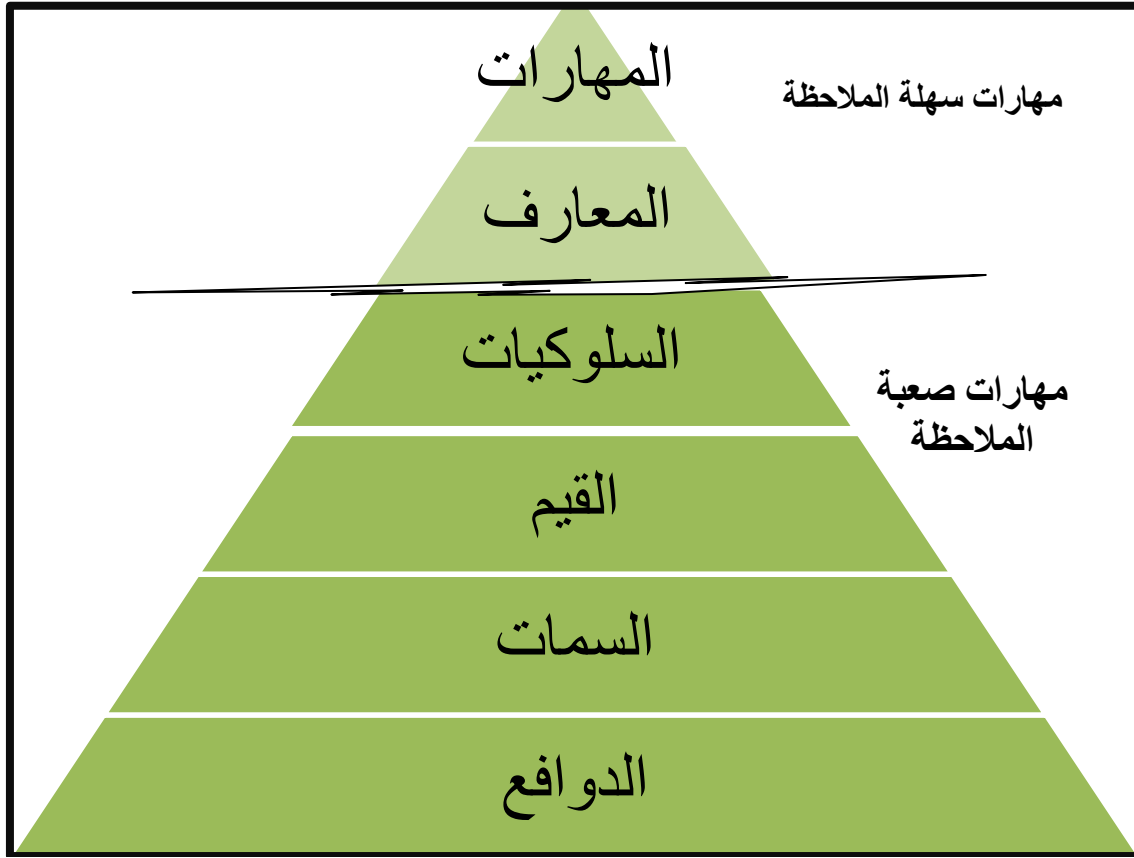 المهارات
مهارات سهلة الملاحظة
المعارف
السلوكيات
مهارات صعبة
الملاحظة
القيم
السمات
الدوافع